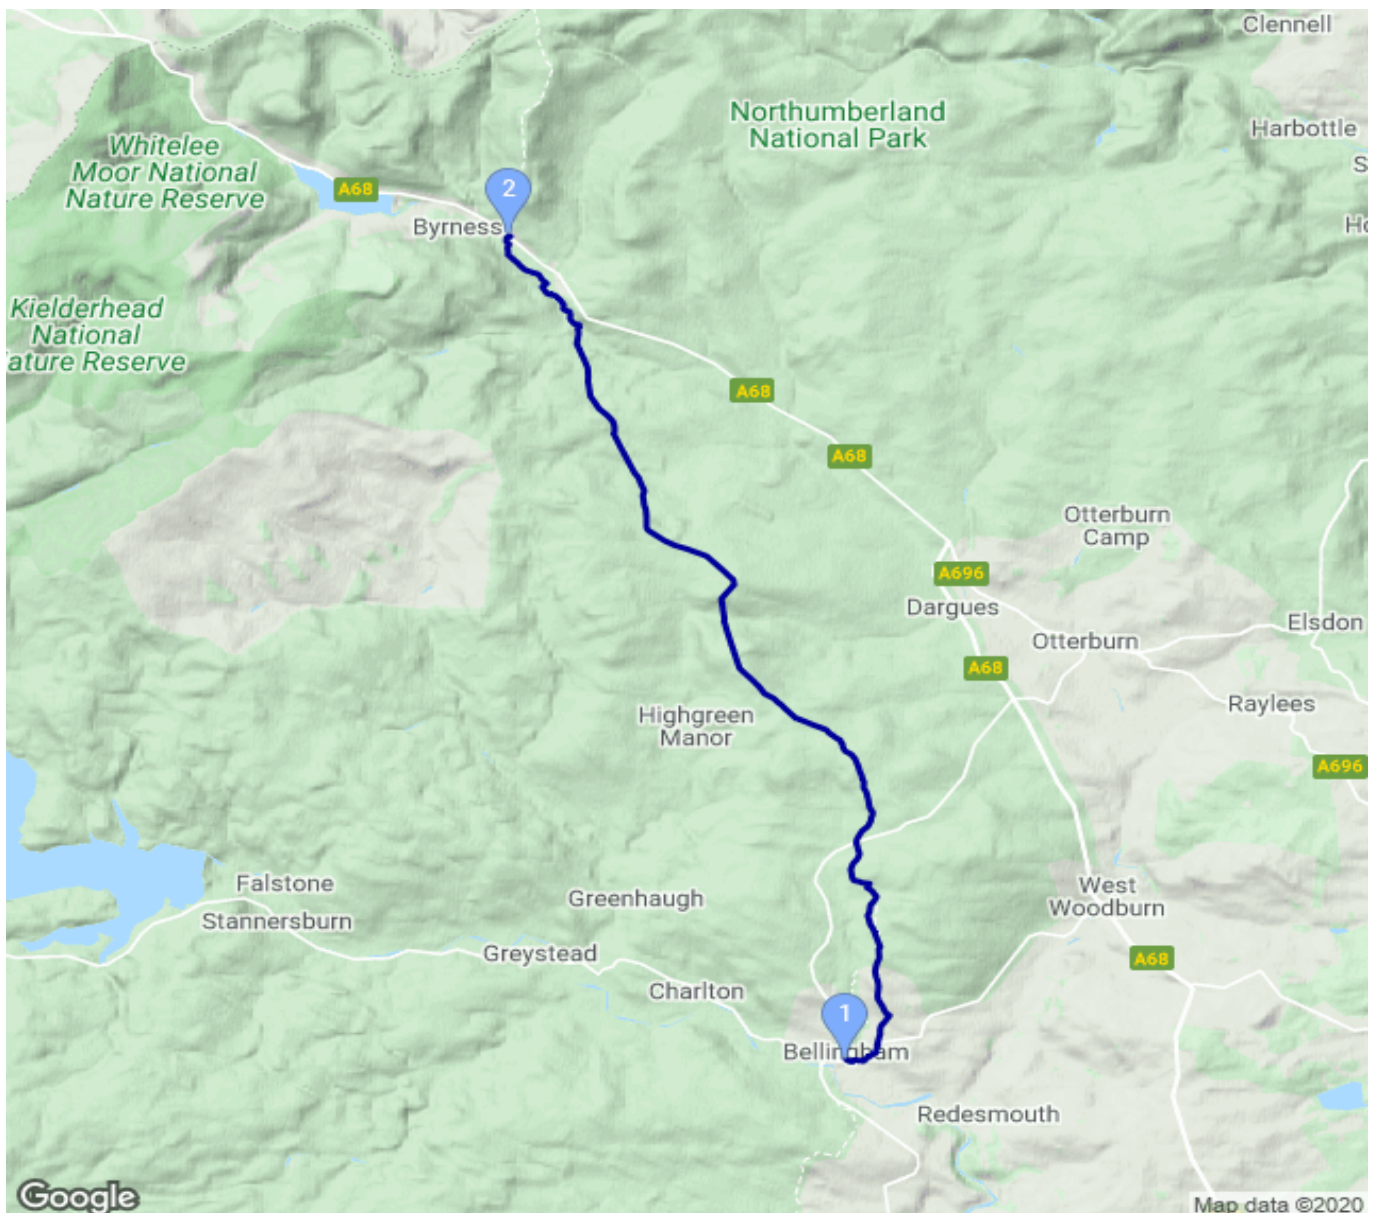 Clennell
Northumberland
National Park
Harbottle
Whitelee
Moor National
Nature Reserve
S
A68
2
Byrness
Ho
Kielderhead
National
ature Reserve
A68
A68
Otterburn
Camp
A696
Dargues
Elsdon
Otterburn
A68
Raylees
Highgreen
Manor
A696
Falstone
West
Woodburn
Greenhaugh
Stannersburn
Greystead
A68
Charlton
1
Bellingham
Redesmouth
Google
Map data ©2020